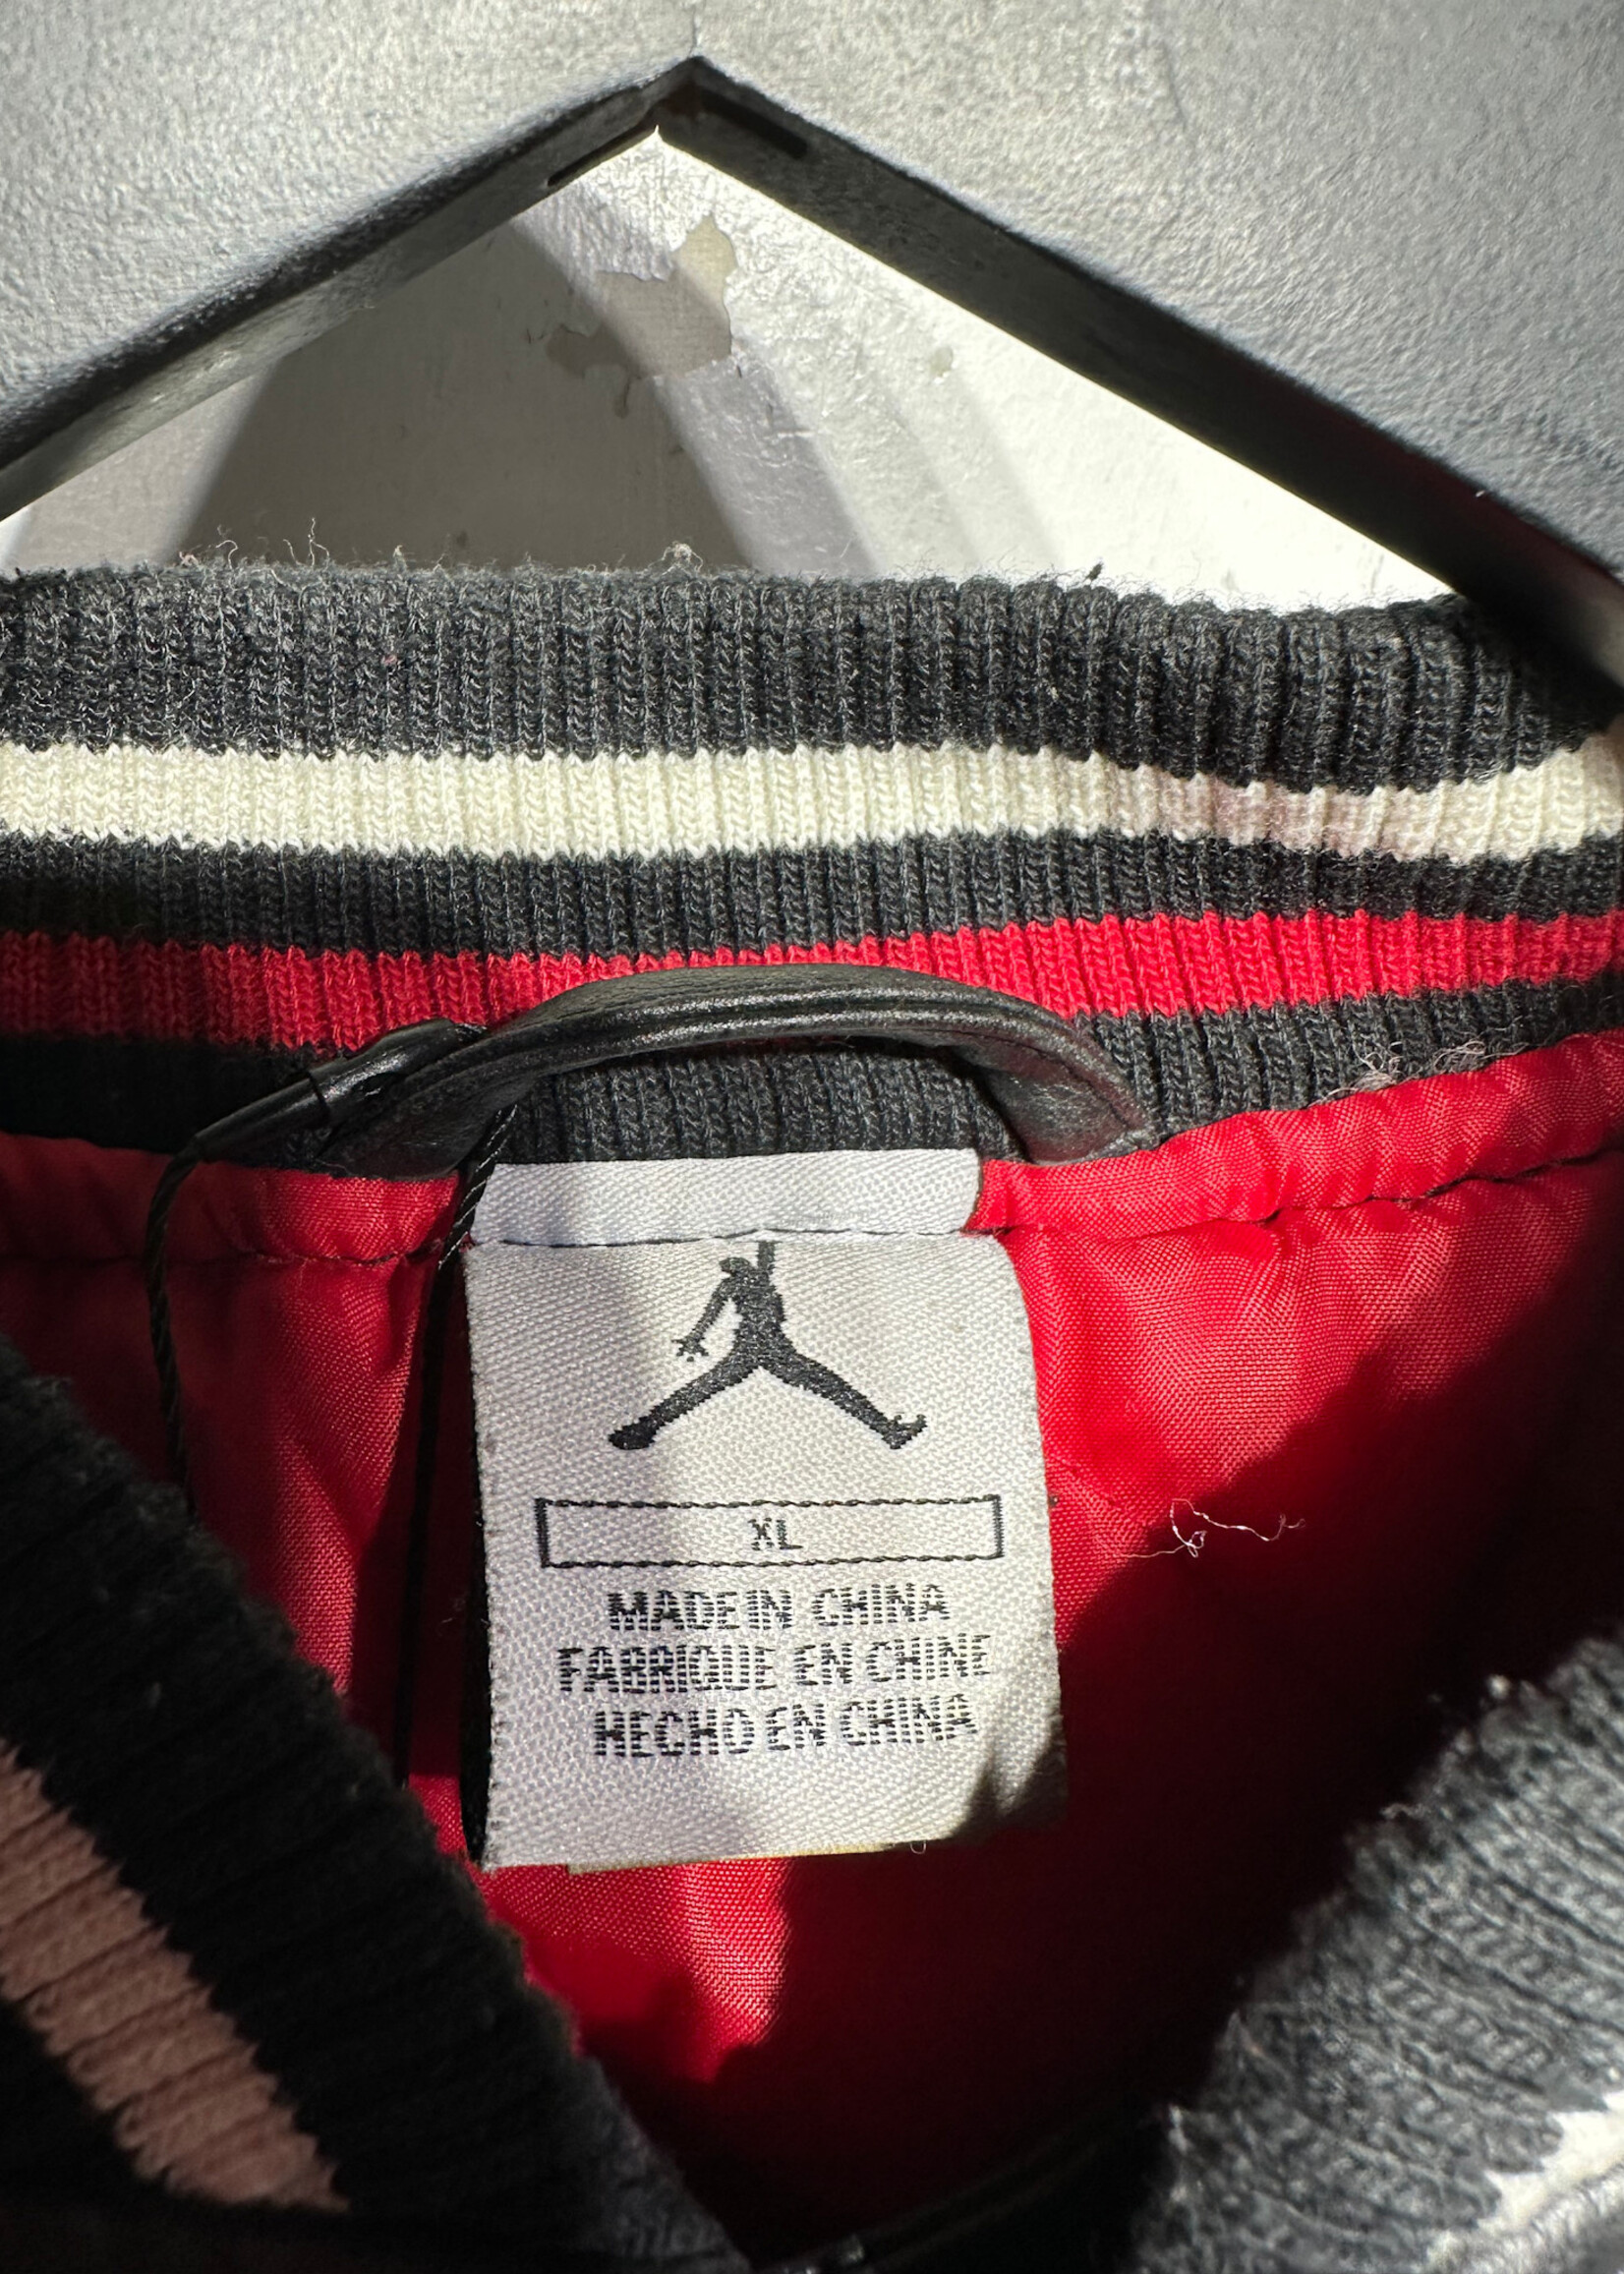 XL
MADE IN CHINA
FABRIQUE EN CHINE
HECHO EN CHINA